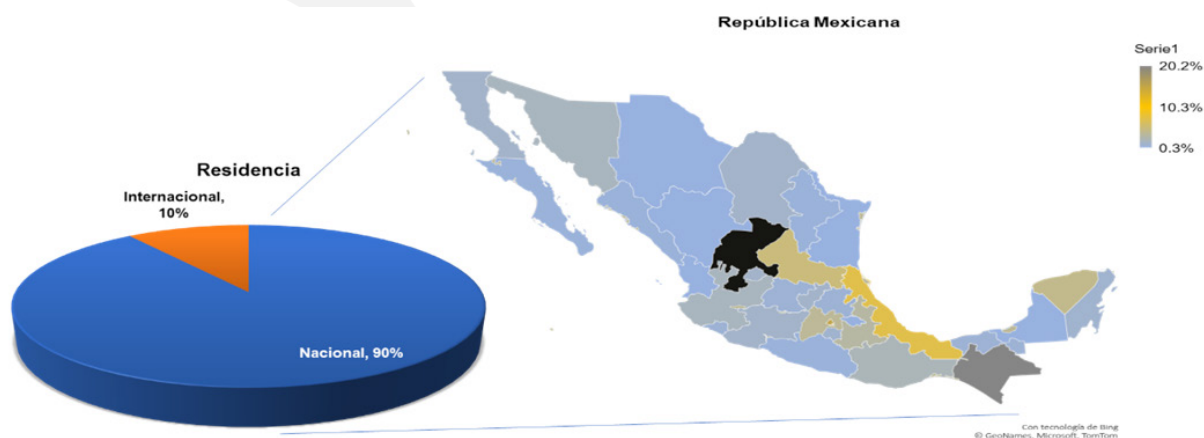 República Mexicana
Serie1
20.2%
10.3%
0.3%
Residencia
Internacional,
10%
Nacional, 90%
Con tecnología de Bing
© GeoNames, Microsoft, TomTom